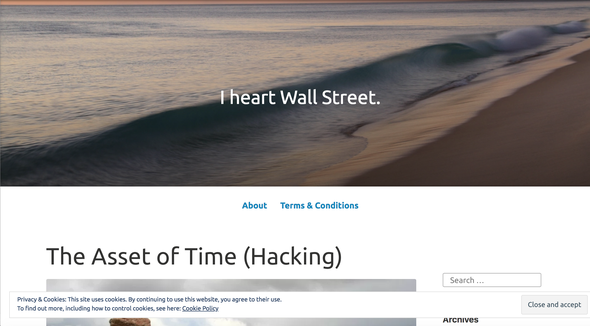 I heart Wall Street.
About Terms & Conditions
The Asset of Time (Hacking)
Search …
Privacy & Cookies: This site uses cookies. By continuing to use this website, you agree to their use.
To find out more, including how to control cookies, see here: Cookie Policy
Close and accept
Archives